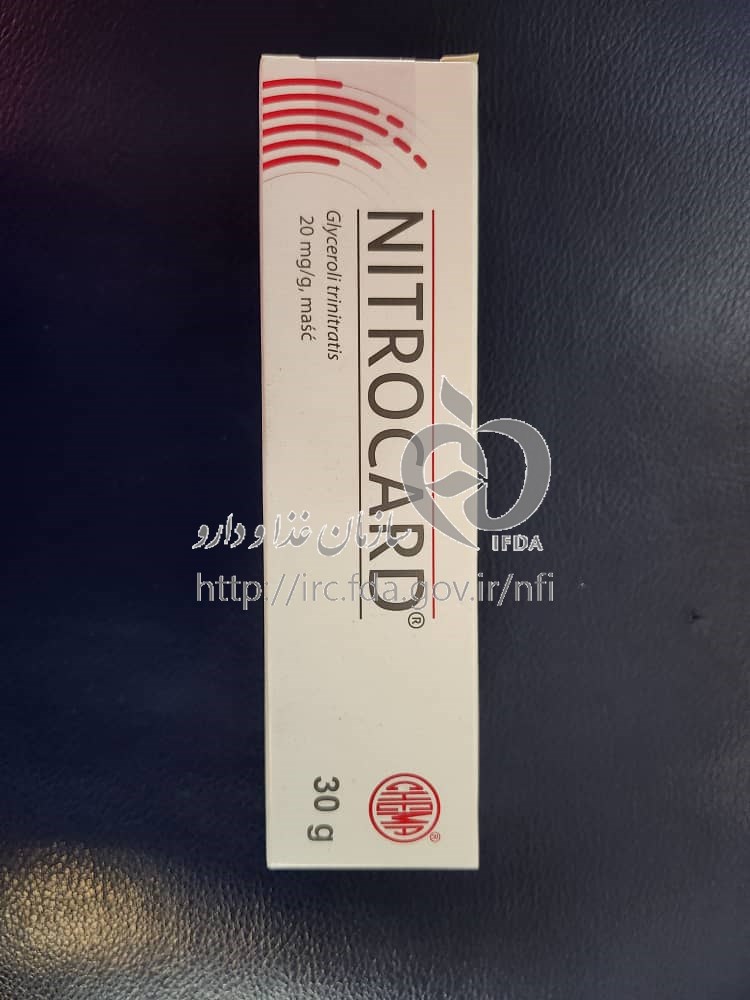 NITROCARD®
Glyceroli trinitratis
20 mg/g, maść
30 g
CHEMA®
سازمان غذا و دارو
IFDA
http://irc.fda.gov.ir/nfi